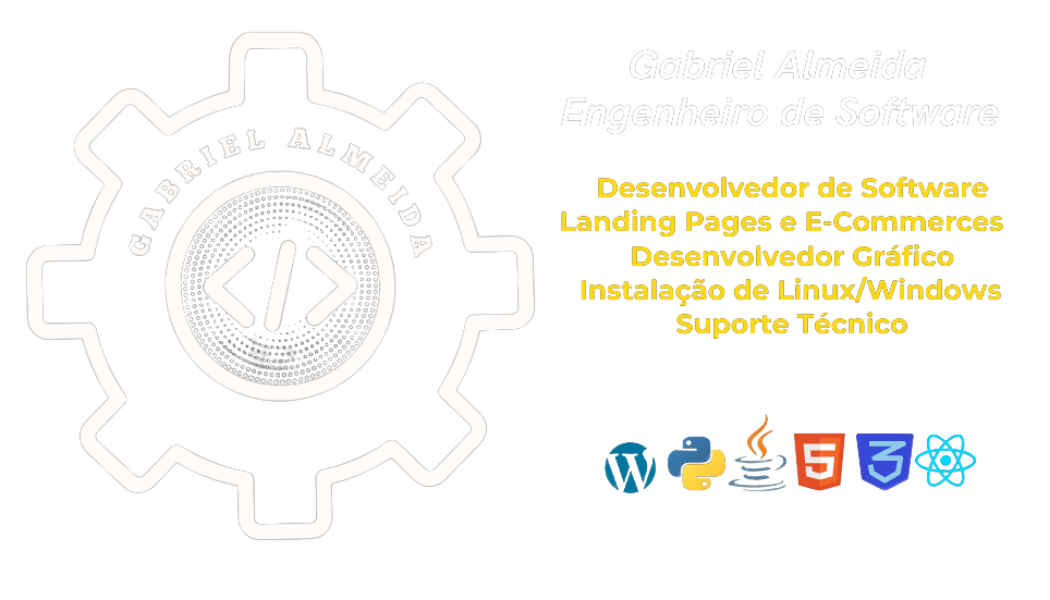 GABRIEL ALMEIDA
</>
Gabriel Almeida
Engenheiro de Software
Desenvolvedor de Software
Landing Pages e E-Commerces
Desenvolvedor Gráfico
Instalação de Linux/Windows
Suporte Técnico
W
5
3